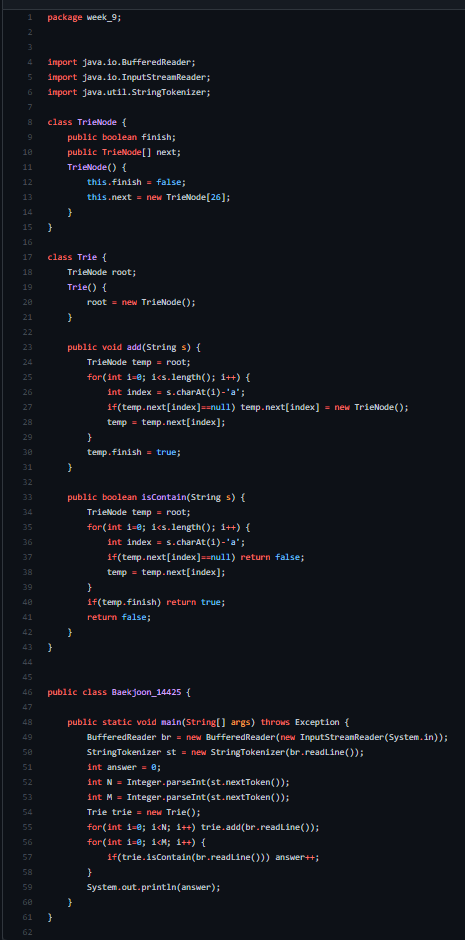 1 package week_9;
2
3
4 import java.io.BufferedReader;
5 import java.io.InputStreamReader;
6 import java.util.StringTokenizer;
7
8 class TrieNode {
9     public boolean finish;
10     public TrieNode[] next;
11     TrieNode() {
12         this.finish = false;
13         this.next = new TrieNode[26];
14     }
15 }
16
17 class Trie {
18     TrieNode root;
19     Trie() {
20         root = new TrieNode();
21     }
22
23     public void add(String s) {
24         TrieNode temp = root;
25         for(int i=0; i<s.length(); i++) {
26             int index = s.charAt(i)-'a';
27             if(temp.next[index]==null) temp.next[index] = new TrieNode();
28             temp = temp.next[index];
29         }
30         temp.finish = true;
31     }
32
33     public boolean isContain(String s) {
34         TrieNode temp = root;
35         for(int i=0; i<s.length(); i++) {
36             int index = s.charAt(i)-'a';
37             if(temp.next[index]==null) return false;
38             temp = temp.next[index];
39         }
40         if(temp.finish) return true;
41         return false;
42     }
43 }
44
45
46 public class Baekjoon_14425 {
47
48     public static void main(String[] args) throws Exception {
49         BufferedReader br = new BufferedReader(new InputStreamReader(System.in));
50         StringTokenizer st = new StringTokenizer(br.readLine());
51         int answer = 0;
52         int N = Integer.parseInt(st.nextToken());
53         int M = Integer.parseInt(st.nextToken());
54         Trie trie = new Trie();
55         for(int i=0; i<N; i++) trie.add(br.readLine());
56         for(int i=0; i<M; i++) {
57             if(trie.isContain(br.readLine())) answer++;
58         }
59         System.out.println(answer);
60     }
61 }
62